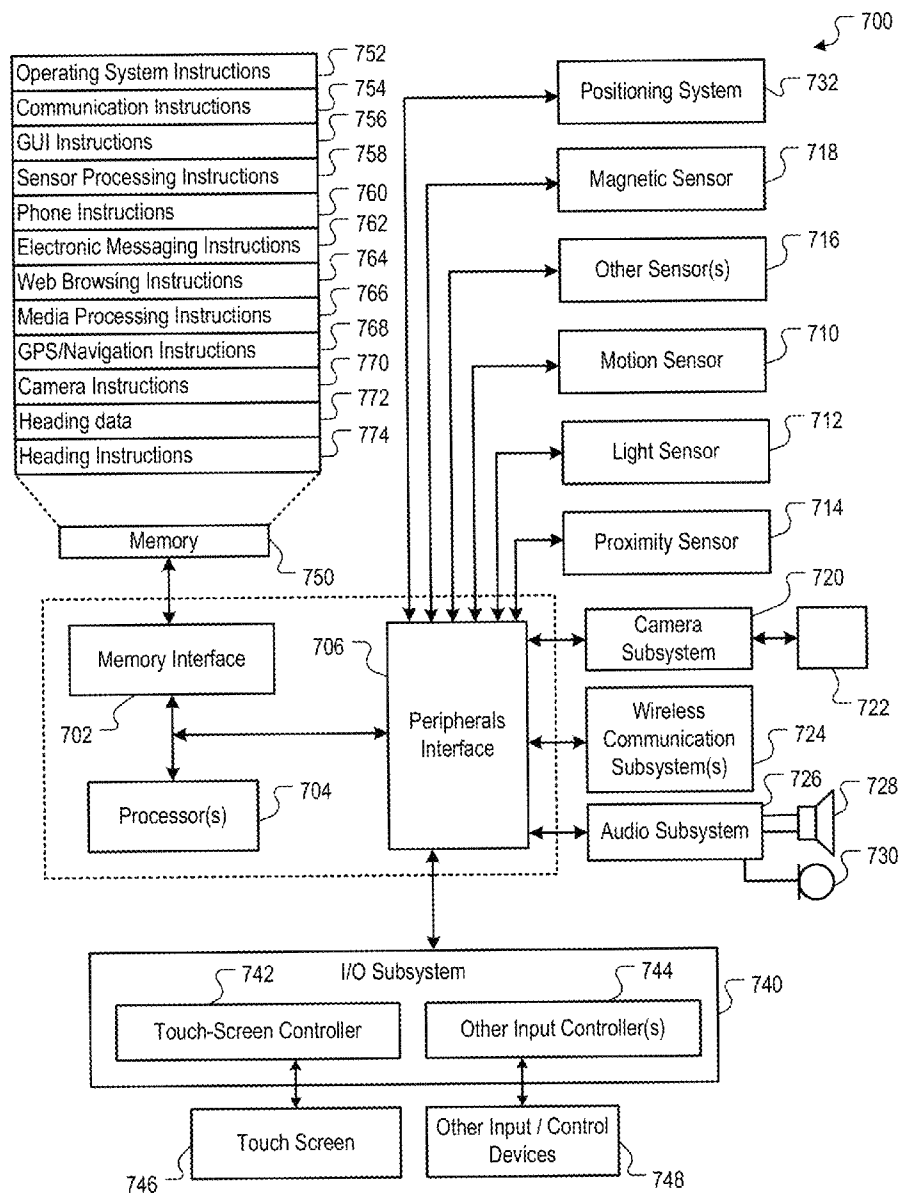 700
752
Operating System Instructions
754
Communication Instructions
756
GUI Instructions
758
Sensor Processing Instructions
760
Phone Instructions
762
Electronic Messaging Instructions
764
Web Browsing Instructions
766
Media Processing Instructions
768
GPS/Navigation Instructions
770
Camera Instructions
772
Heading data
774
Heading Instructions
Memory
750
Positioning System
732
Magnetic Sensor
718
Other Sensor(s)
716
Motion Sensor
710
Light Sensor
712
Proximity Sensor
714
Memory Interface
702
Processor(s)
704
706
Peripherals
Interface
720
Camera
Subsystem
722
Wireless
Communication
Subsystem(s)
724
726
Audio Subsystem
728
730
I/O Subsystem
740
742
Touch-Screen Controller
744
Other Input Controller(s)
Touch Screen
746
Other Input / Control
Devices
748